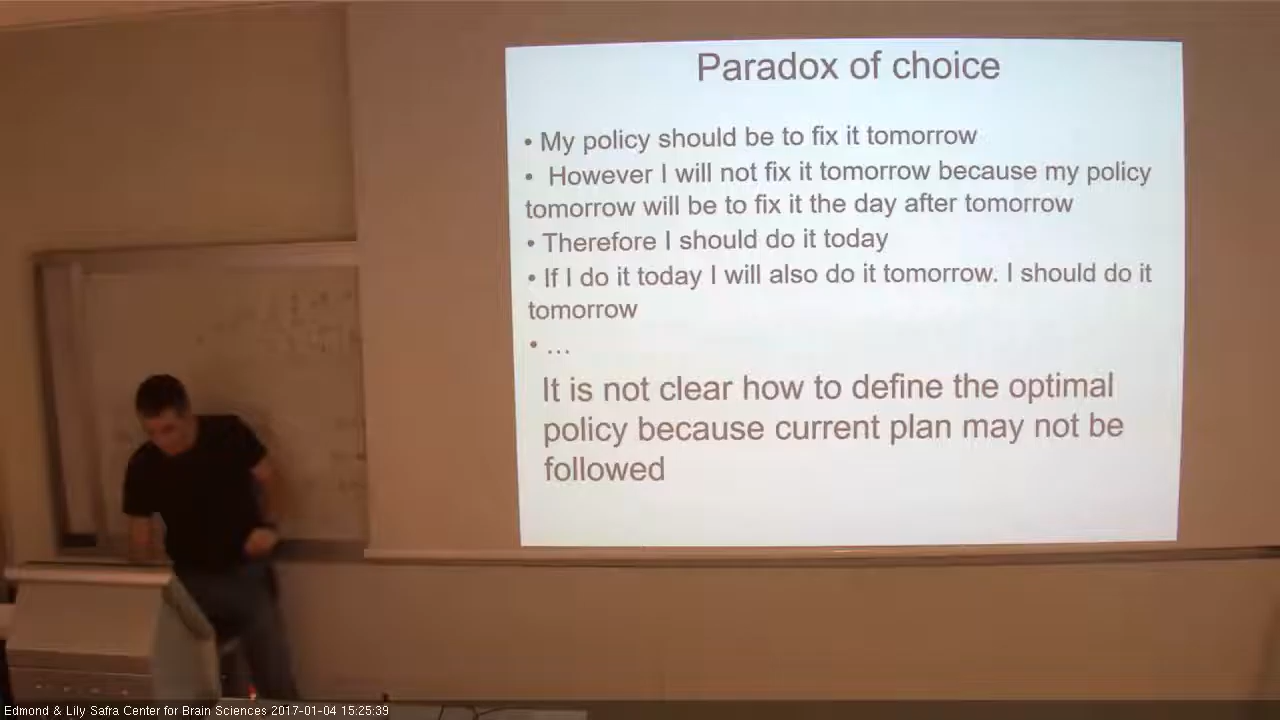 Paradox of choice
• My policy should be to fix it tomorrow
• However I will not fix it tomorrow because my policy
tomorrow will be to fix it the day after tomorrow
• Therefore I should do it today
• If I do it today I will also do it tomorrow. I should do it
tomorrow
• ...
It is not clear how to define the optimal
policy because current plan may not be
followed
Edmond & Lily Safra Center for Brain Sciences 2017-01-04 15:25:39